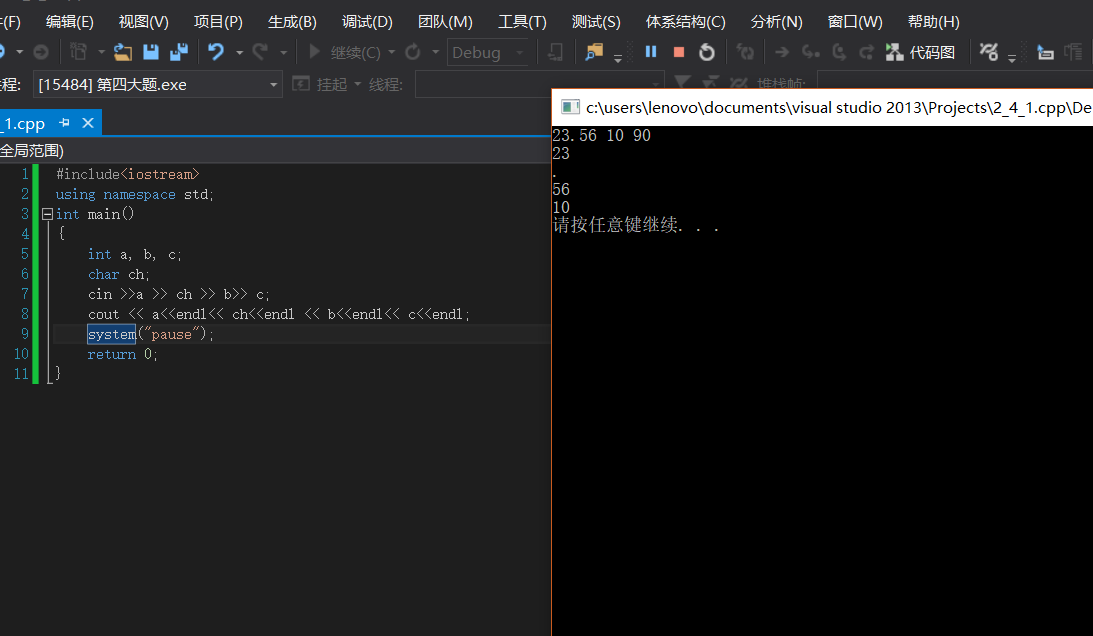 (F) 编辑(E) 视图(V) 项目(P) 生成(B) 调试(D) 团队(M) 工具(T) 测试(S) 体系结构(C) 分析(N) 窗口(W) 帮助(H)
继续(C) Debug 代码图
程: [15484] 第四大题.exe 挂起 线程: 堆栈帧:
c:\users\lenovo\documents\visual studio 2013\Projects\2_4_1.cpp\De
_1.cpp
全局范围)
1 #include<iostream>
2 using namespace std;
3 int main()
4 {
5 int a, b, c;
6 char ch;
7 cin >>a >> ch >> b>> c;
8 cout << a<<endl<< ch<<endl << b<<endl<< c<<endl;
9 system("pause");
10 return 0;
11 }
23.56 10 90
23
.
56
10
请按任意键继续. . .